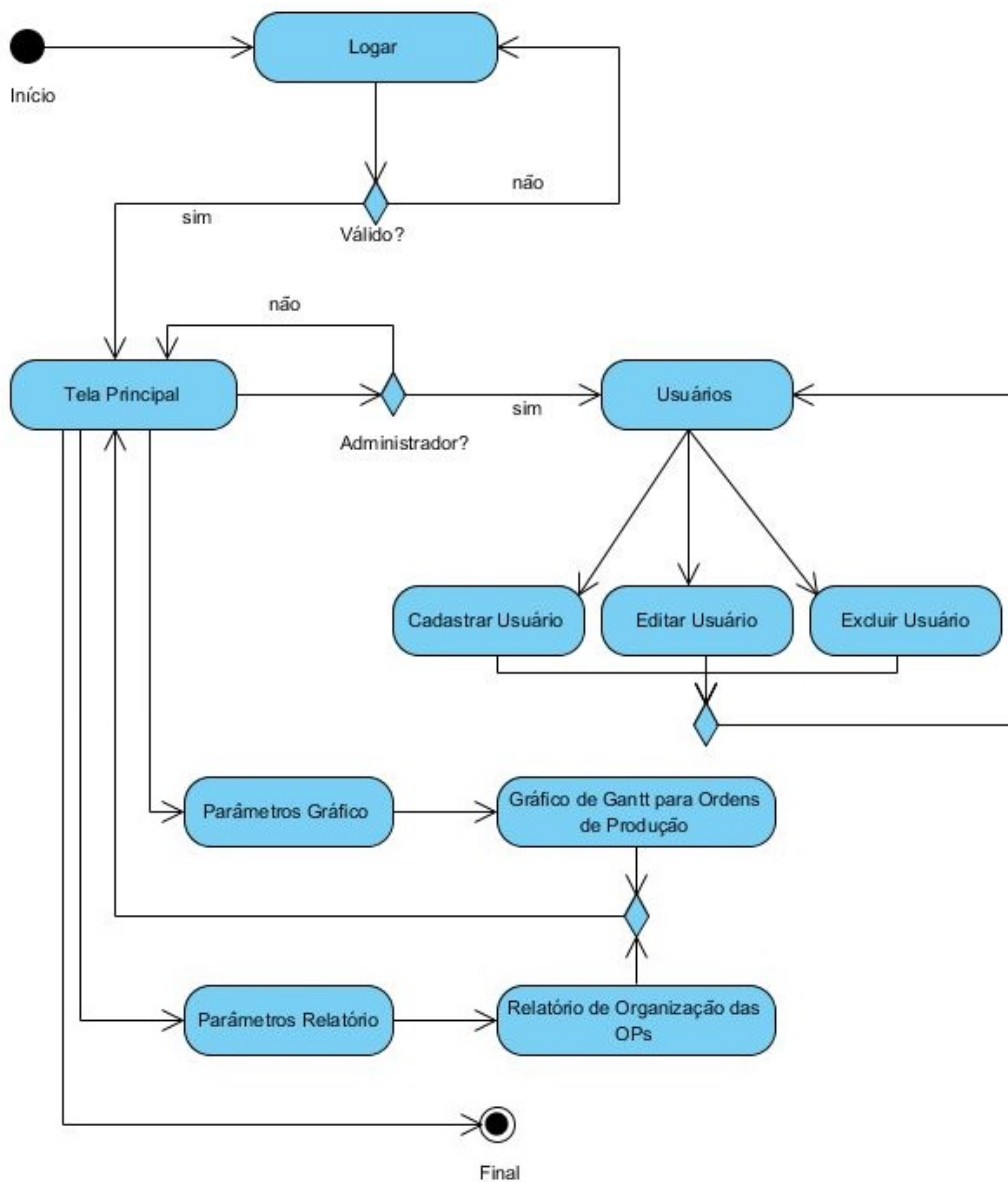 Logar
Início
não
sim
Válido?
não
Tela Principal
Usuários
sim
Administrador?
Cadastrar Usuário
Editar Usuário
Excluir Usuário
Parâmetros Gráfico
Gráfico de Gantt para Ordens
de Produção
Parâmetros Relatório
Relatório de Organização das
OPs
Final